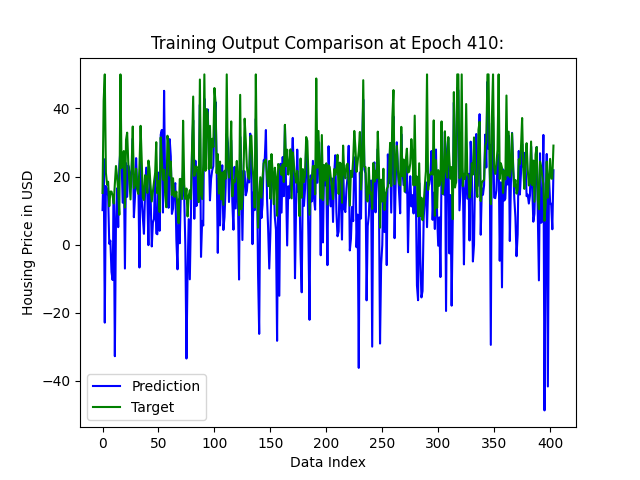 Training Output Comparison at Epoch 410:
Housing Price in USD
40
20
0
−20
−40
Prediction
Target
0 50 100 150 200 250 300 350 400
Data Index